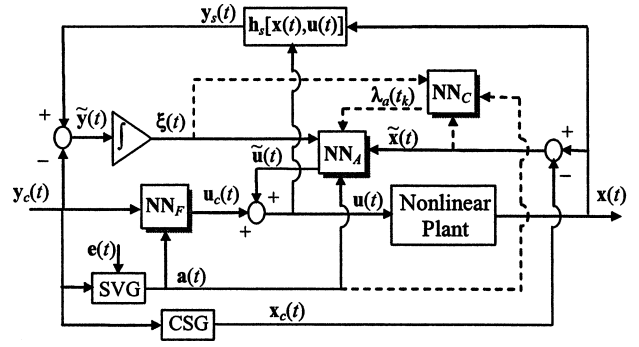 y_s(t)
h_s[x(t),u(t)]
+
ỹ(t)
−
∫
ξ(t)
λ_a(t_k)
NN_C
NN_A
x̃(t)
+
−
ũ(t)
y_c(t)
NN_F
u_c(t)
+
+
u(t)
Nonlinear
Plant
x(t)
e(t)
SVG
a(t)
CSG
x_c(t)